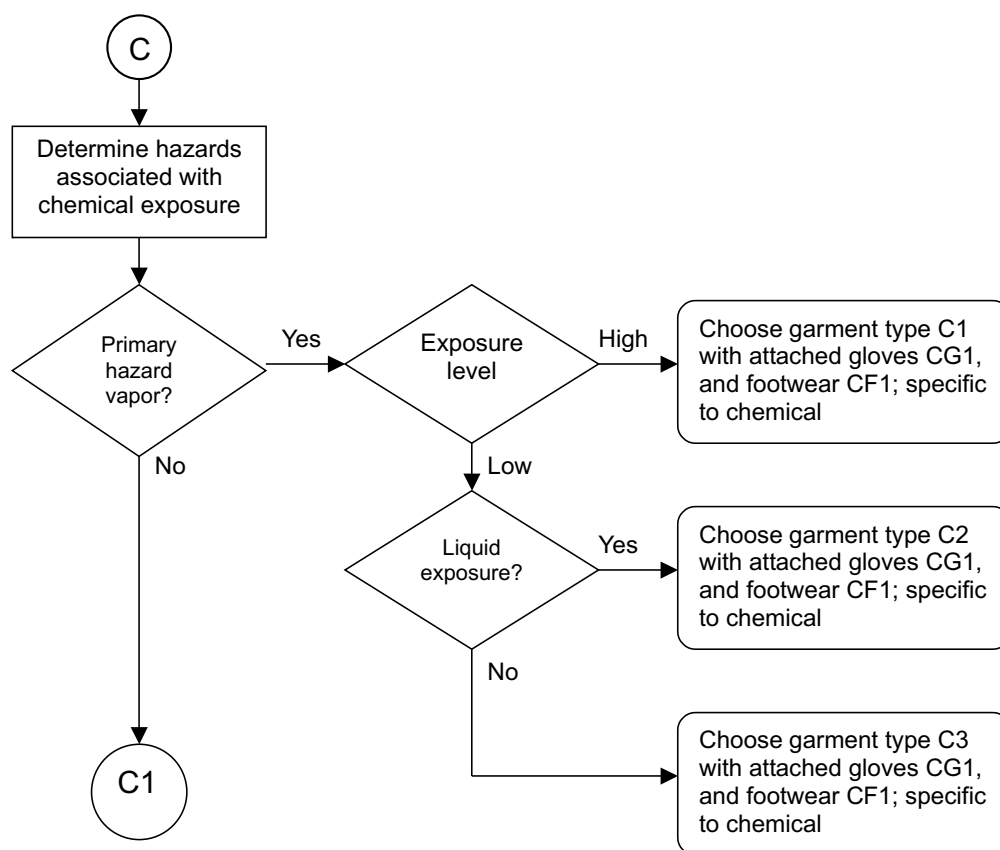 C
Determine hazards
associated with
chemical exposure
Primary
hazard
vapor?
Yes
Exposure
level
High
Choose garment type C1
with attached gloves CG1,
and footwear CF1; specific
to chemical
No
Low
Liquid
exposure?
Yes
Choose garment type C2
with attached gloves CG1,
and footwear CF1; specific
to chemical
No
Choose garment type C3
with attached gloves CG1,
and footwear CF1; specific
to chemical
C1